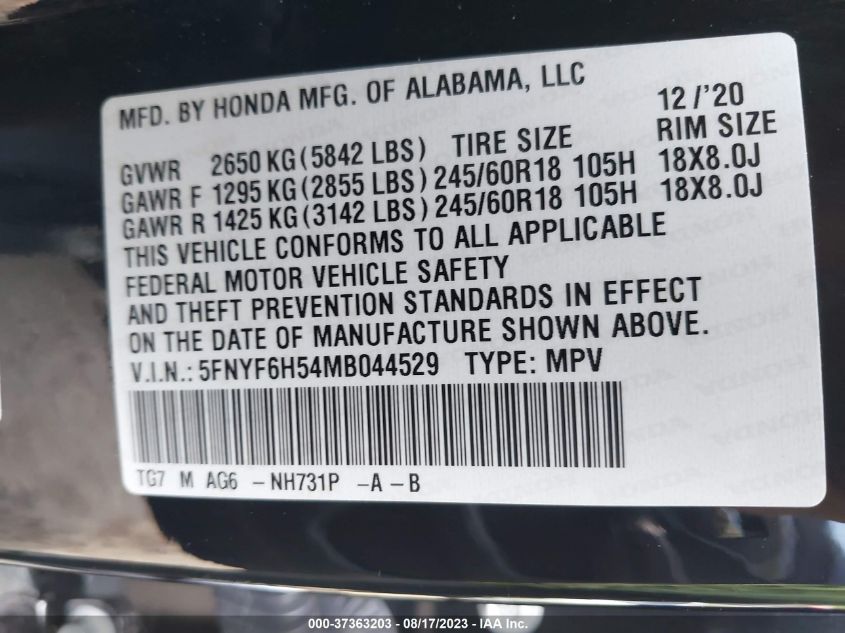 MFD. BY HONDA MFG. OF ALABAMA, LLC 12/'20
GVWR 2650 KG (5842 LBS) TIRE SIZE RIM SIZE
GAWR F 1295 KG (2855 LBS) 245/60R18 105H 18X8.0J
GAWR R 1425 KG (3142 LBS) 245/60R18 105H 18X8.0J
THIS VEHICLE CONFORMS TO ALL APPLICABLE
FEDERAL MOTOR VEHICLE SAFETY
AND THEFT PREVENTION STANDARDS IN EFFECT
ON THE DATE OF MANUFACTURE SHOWN ABOVE.
V.I.N.: 5FNYF6H54MB044529 TYPE: MPV
TG7 M AG6 -NH731P -A -B
000-37363203 - 08/17/2023 - IAA Inc.